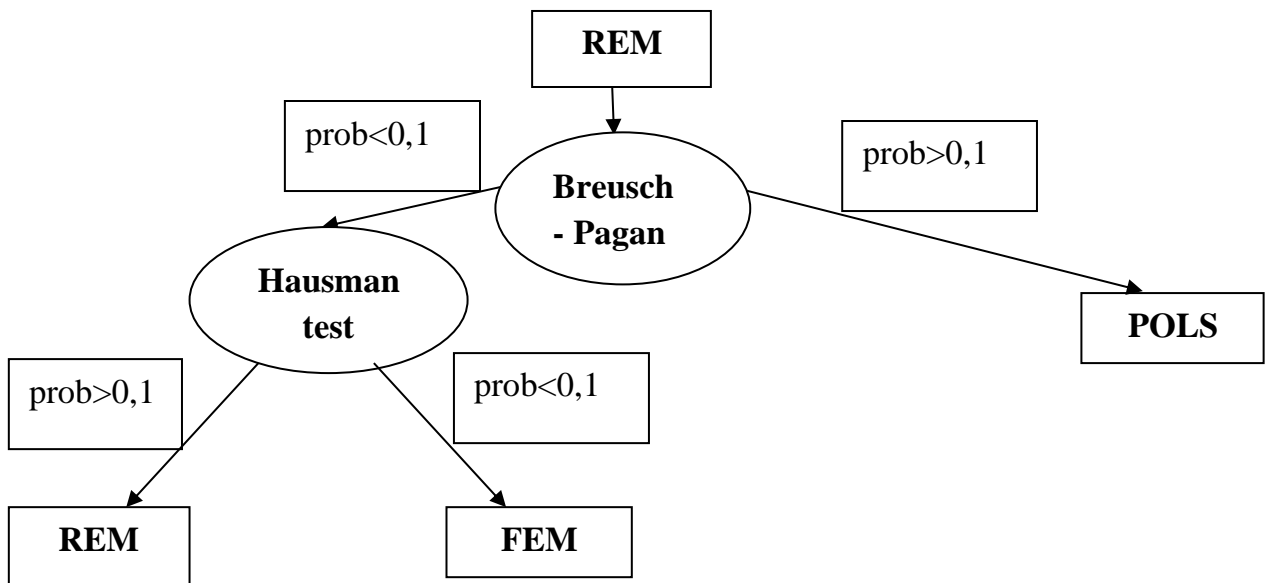 REM
prob<0,1
prob>0,1
Breusch
- Pagan
Hausman
test
POLS
prob>0,1
prob<0,1
REM
FEM